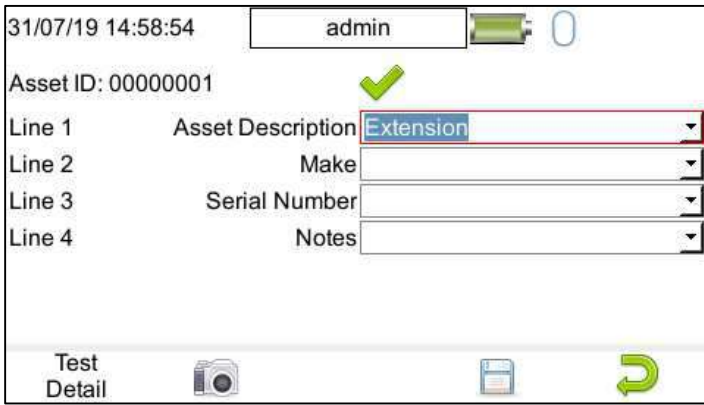 31/07/19 14:58:54 admin
Asset ID: 00000001
Line 1 Asset Description Extension
Line 2 Make
Line 3 Serial Number
Line 4 Notes
Test
Detail